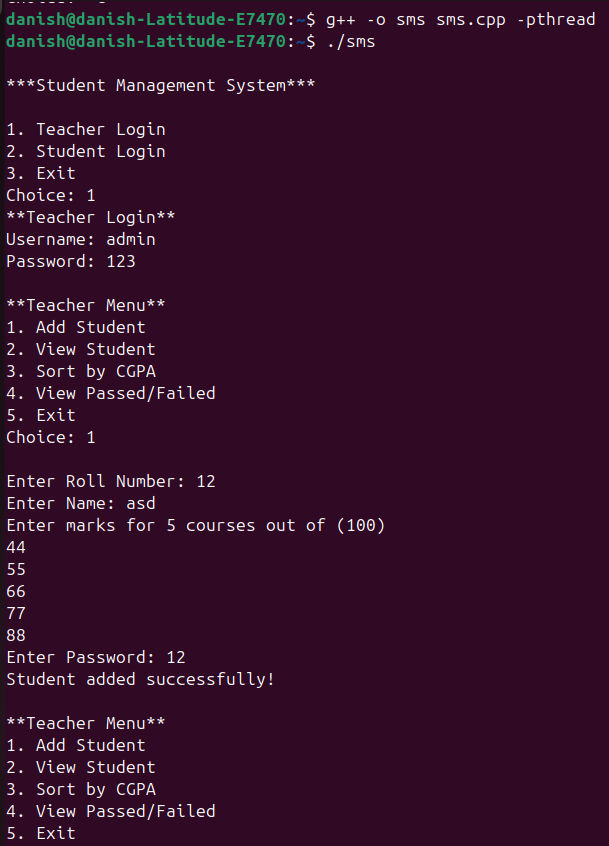 danish@danish-Latitude-E7470:~$ g++ -o sms sms.cpp -pthread
danish@danish-Latitude-E7470:~$ ./sms
***Student Management System***
1. Teacher Login
2. Student Login
3. Exit
Choice: 1
**Teacher Login**
Username: admin
Password: 123
**Teacher Menu**
1. Add Student
2. View Student
3. Sort by CGPA
4. View Passed/Failed
5. Exit
Choice: 1
Enter Roll Number: 12
Enter Name: asd
Enter marks for 5 courses out of (100)
44
55
66
77
88
Enter Password: 12
Student added successfully!
**Teacher Menu**
1. Add Student
2. View Student
3. Sort by CGPA
4. View Passed/Failed
5. Exit